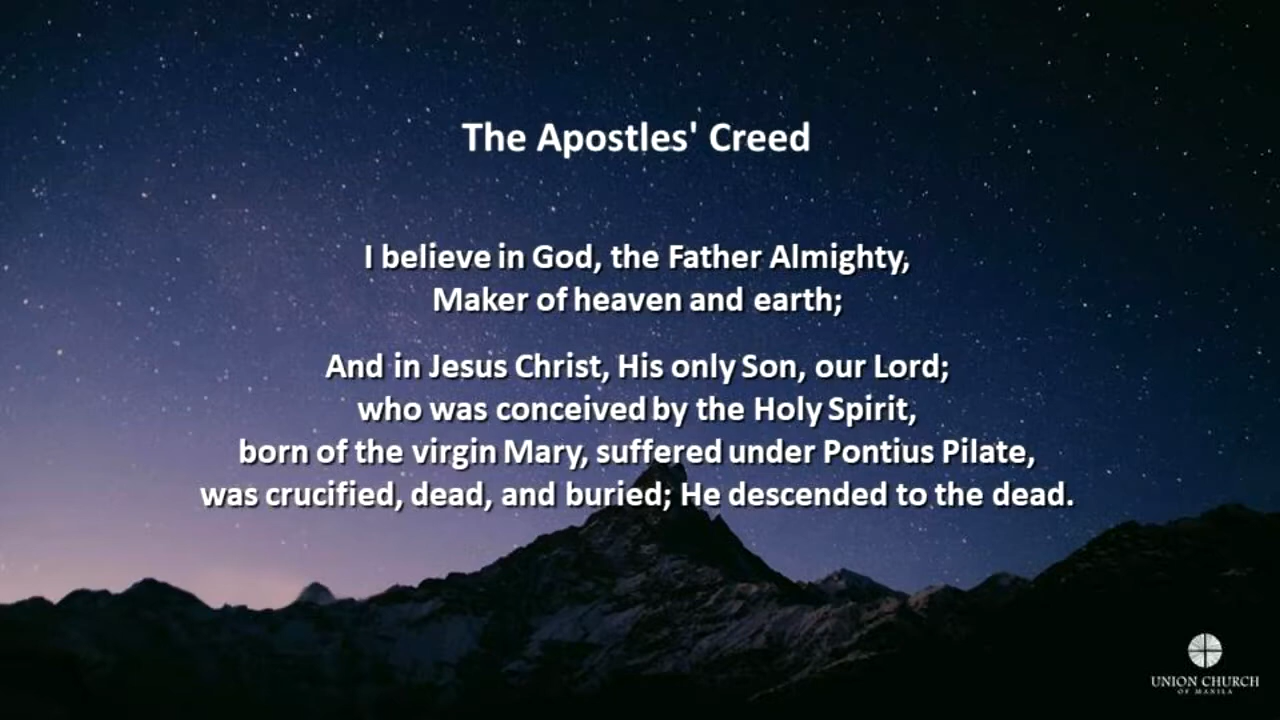 The Apostles' Creed
I believe in God, the Father Almighty,
Maker of heaven and earth;
And in Jesus Christ, His only Son, our Lord;
who was conceived by the Holy Spirit,
born of the virgin Mary, suffered under Pontius Pilate,
was crucified, dead, and buried; He descended to the dead.
UNION CHURCH
OF MANILA